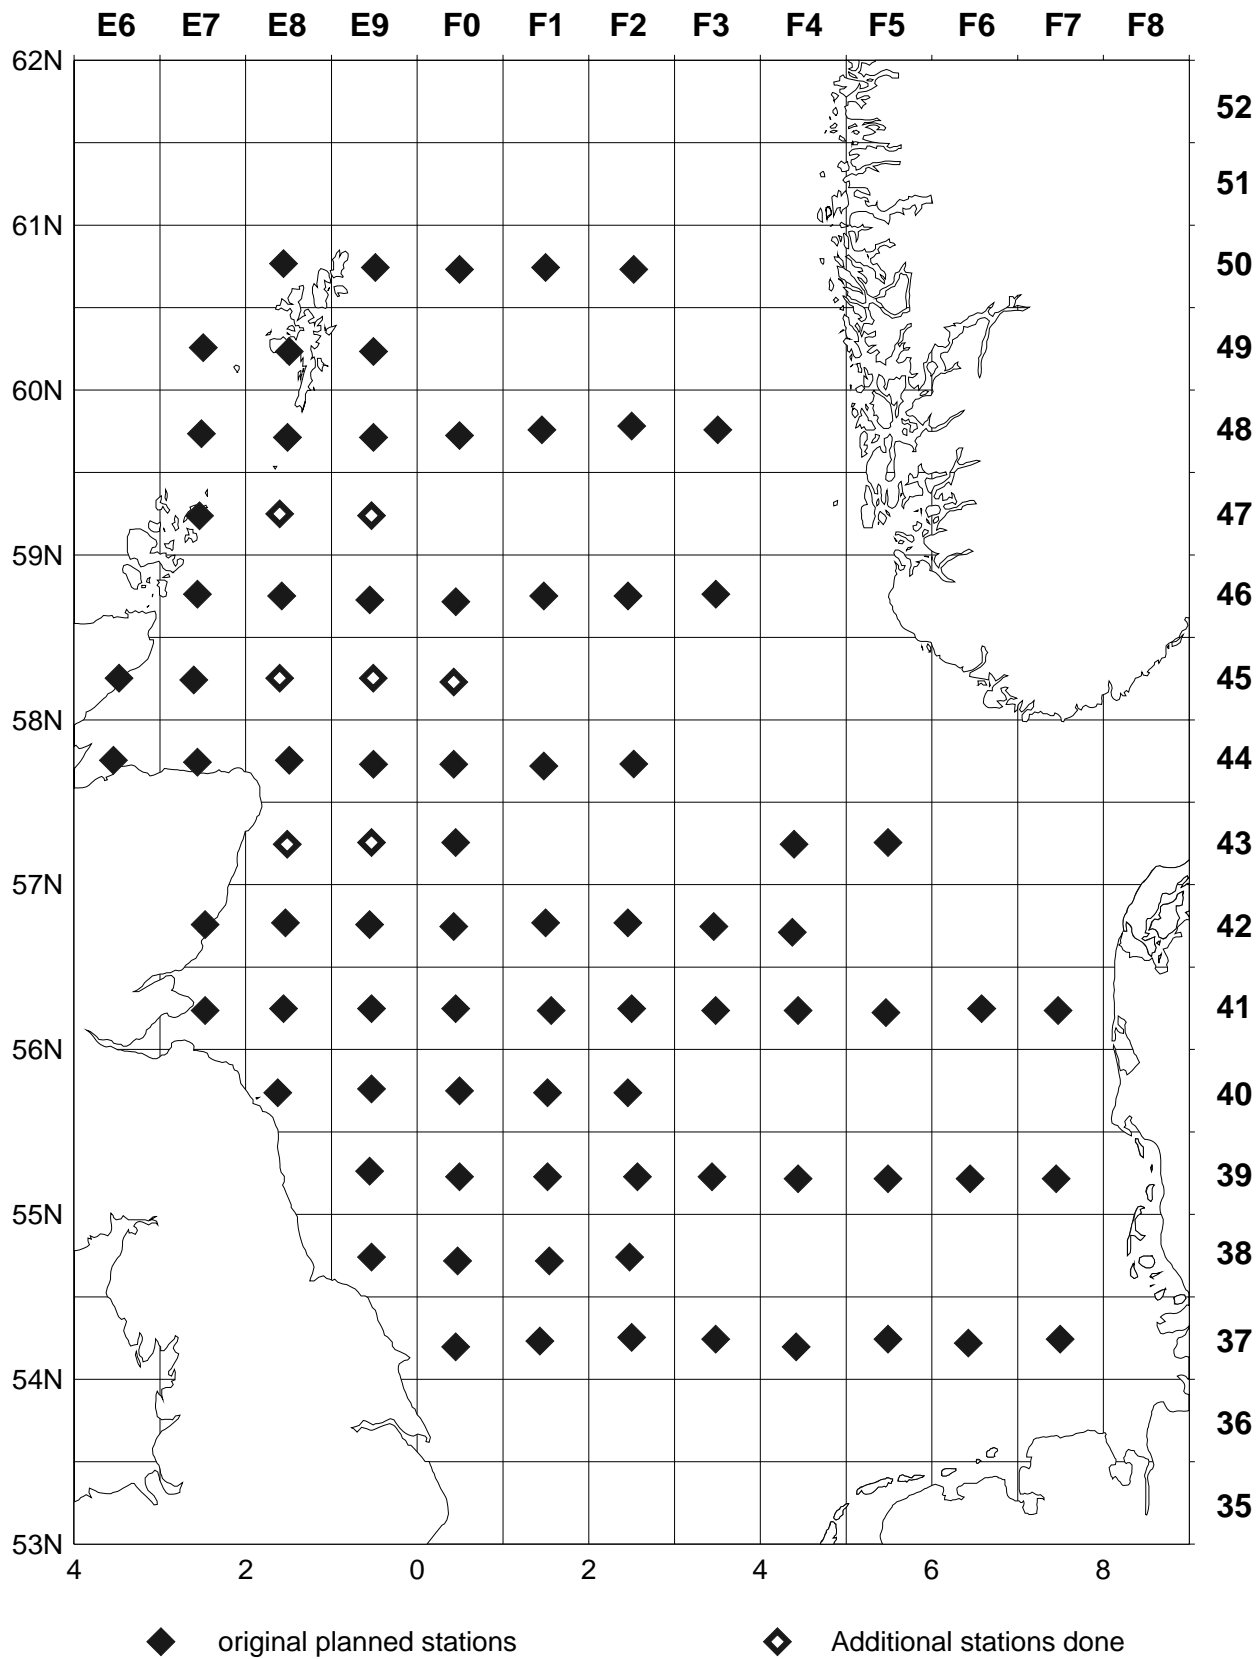 E6 E7 E8 E9 F0 F1 F2 F3 F4 F5 F6 F7 F8
62N
52
51
61N
50
49
60N
48
47
59N
46
45
58N
44
43
57N
42
41
56N
40
39
55N
38
37
54N
36
35
53N
4 2 0 2 4 6 8
original planned stations
Additional stations done